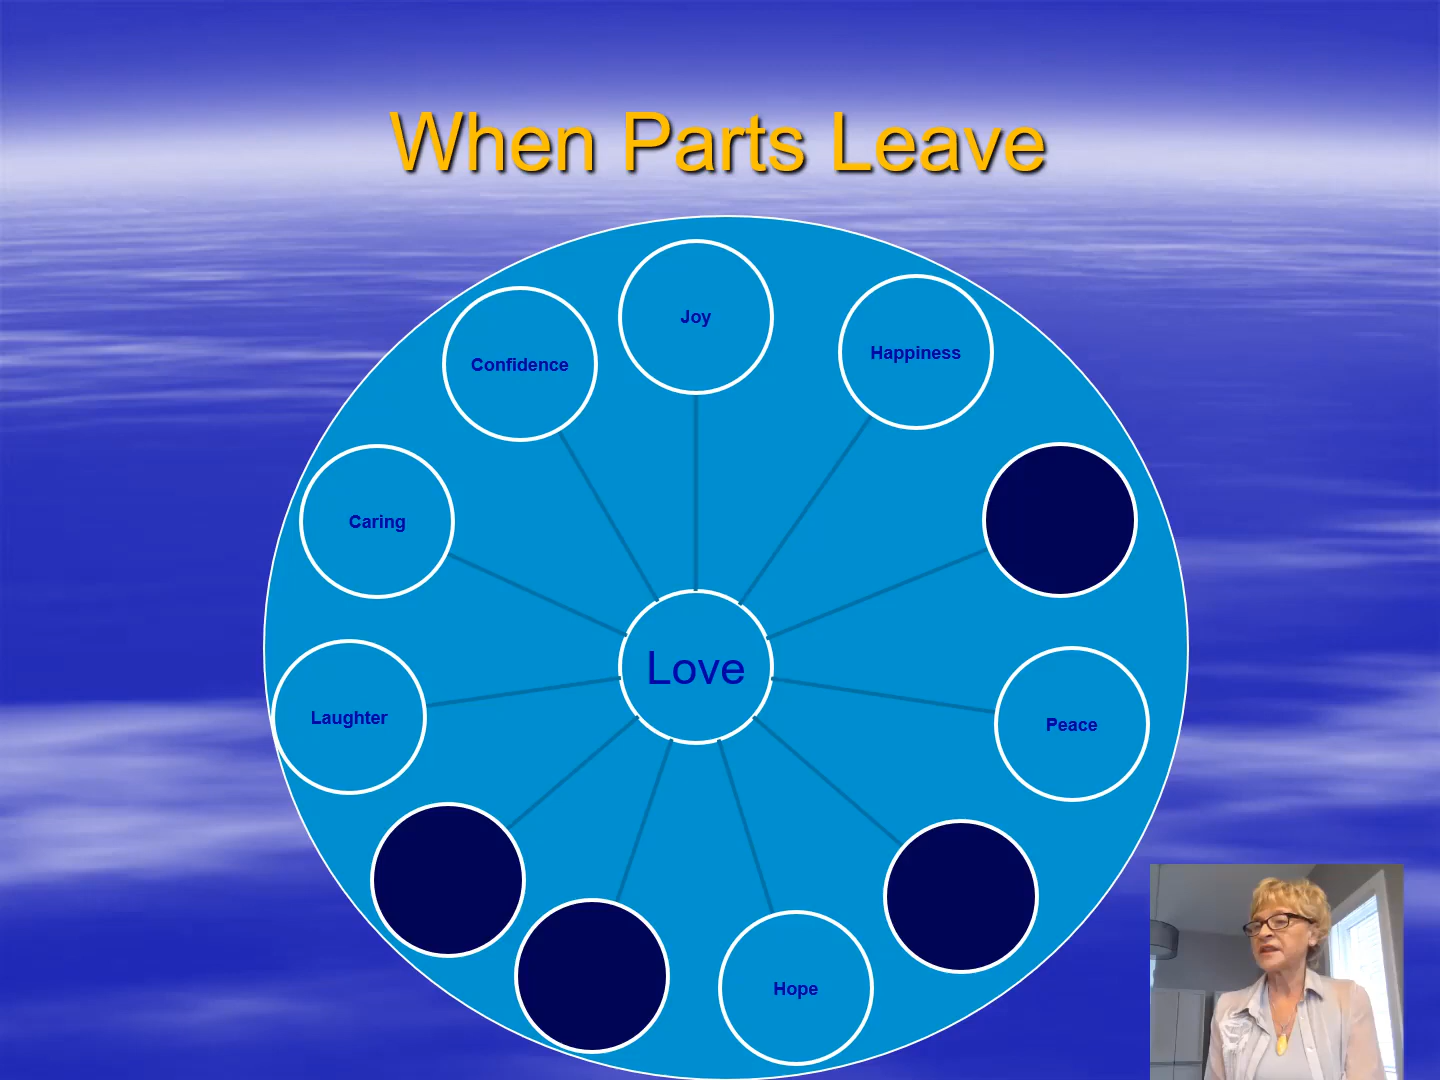 When Parts Leave
Joy
Happiness
Confidence
Caring
Love
Laughter
Peace
Hope